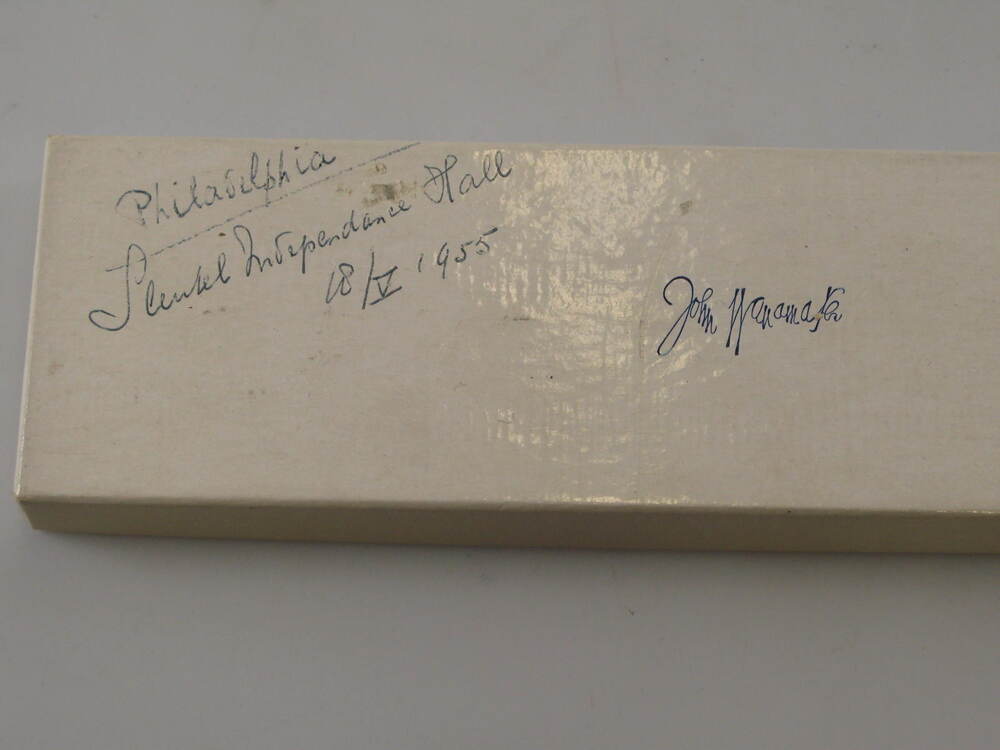 Philadelphia
Sleutel Independance Hall
18/V 1955
John Wanamaker